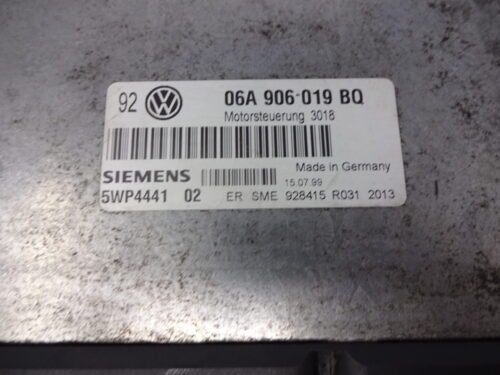 92 06A 906-019 BQ
Motorsteuerung 3018
SIEMENS Made in Germany
15.07.99
5WP4441 02 ER SME 928415 R031 2013